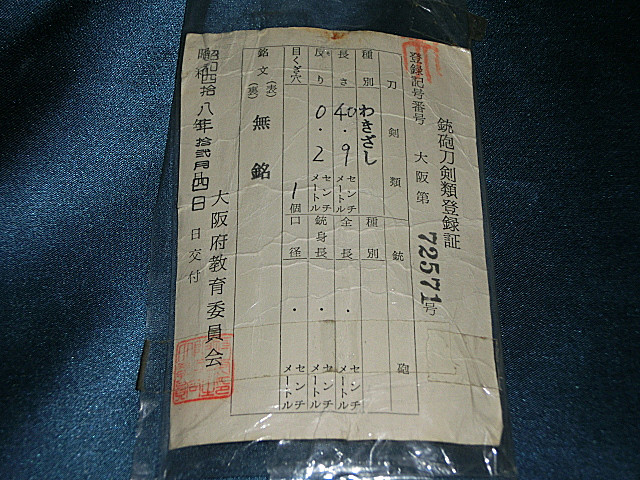 銃砲刀剣類登録証
登録記号番号 大阪第 72571号
刀剣類 銃砲
種別 わきざし 種別
長さ 40.9 センチメートル 全長 . センチメートル
反り 0.2 センチメートル 銃身長 . センチメートル
目くぎ穴 1個 口径 . センチメートル
銘文 (表) 無銘
(裏)
昭和四拾八年拾弐月四日 日交付
大阪府教育委員会